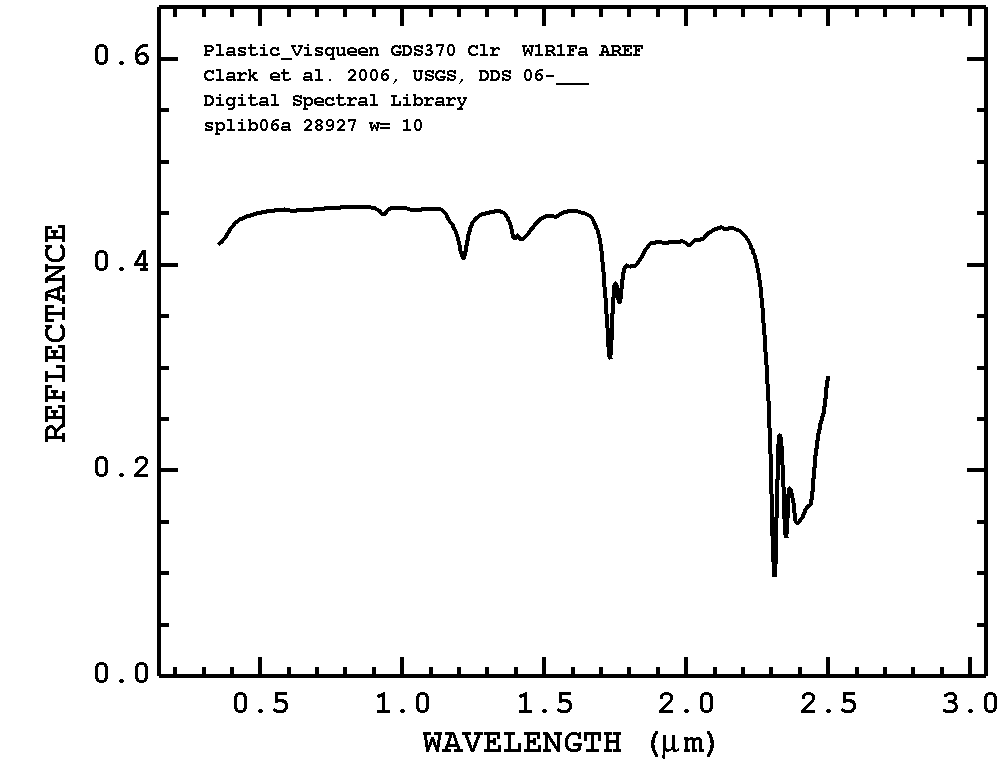 Plastic_Visqueen GDS370 Clr  W1R1Fa AREF
Clark et al. 2006, USGS, DDS 06-___
Digital Spectral Library
splib06a 28927 w= 10
REFLECTANCE
0.6
0.4
0.2
0.0
0.5 1.0 1.5 2.0 2.5 3.0
WAVELENGTH (μm)